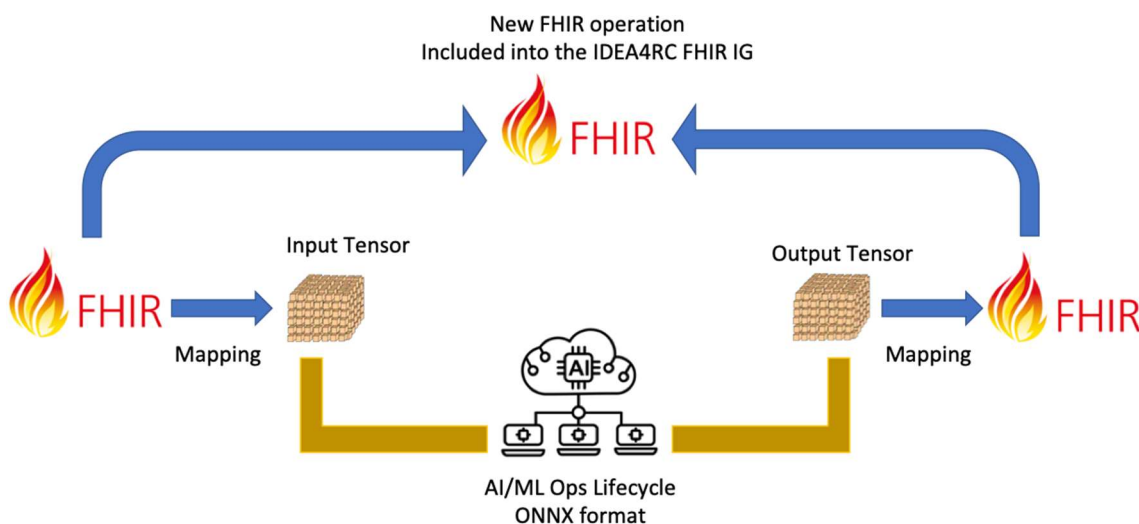 New FHIR operation
Included into the IDEA4RC FHIR IG
FHIR
Input Tensor
Output Tensor
FHIR
FHIR
Mapping
Mapping
AI
AI/ML Ops Lifecycle
ONNX format